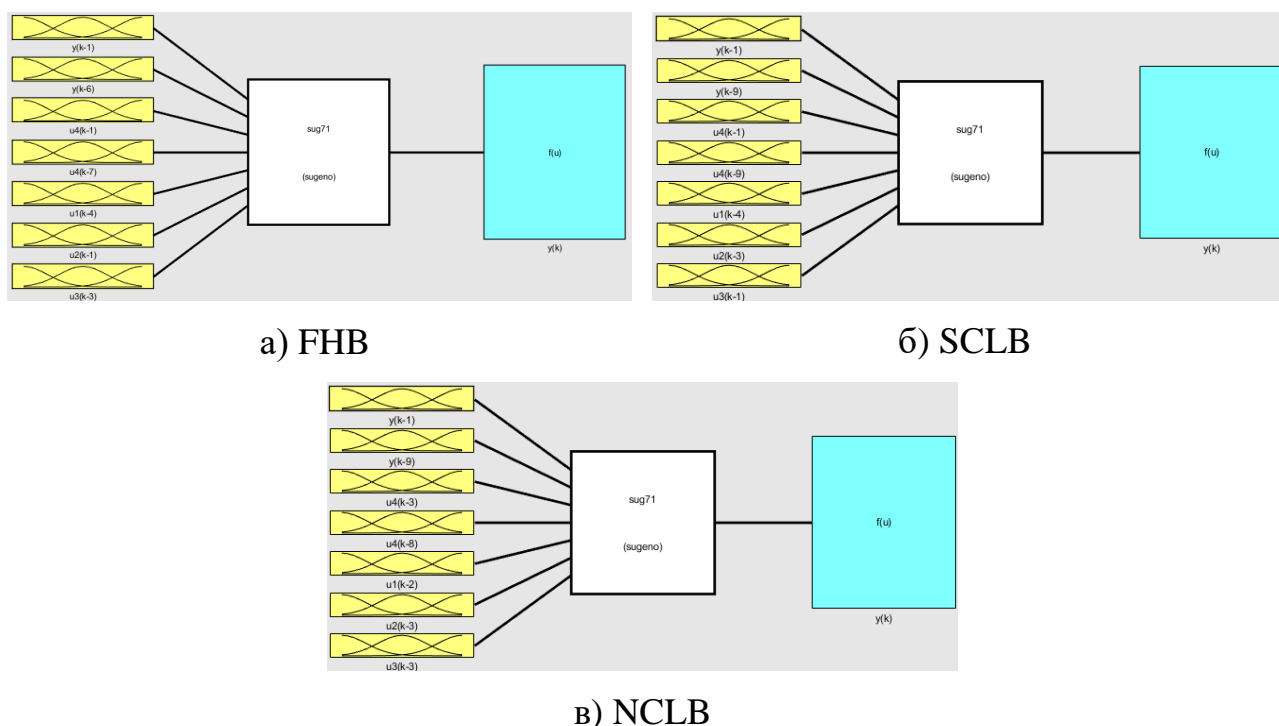 y(k-1)
y(k-6)
u4(k-1)
u4(k-7)
u1(k-4)
u2(k-1)
u3(k-3)
sug71
(sugeno)
f(u)
y(k)
а) FHB
y(k-1)
y(k-9)
u4(k-1)
u4(k-9)
u1(k-4)
u2(k-3)
u3(k-1)
sug71
(sugeno)
f(u)
y(k)
б) SCLB
y(k-1)
y(k-9)
u4(k-3)
u4(k-8)
u1(k-2)
u2(k-3)
u3(k-3)
sug71
(sugeno)
f(u)
y(k)
в) NCLB